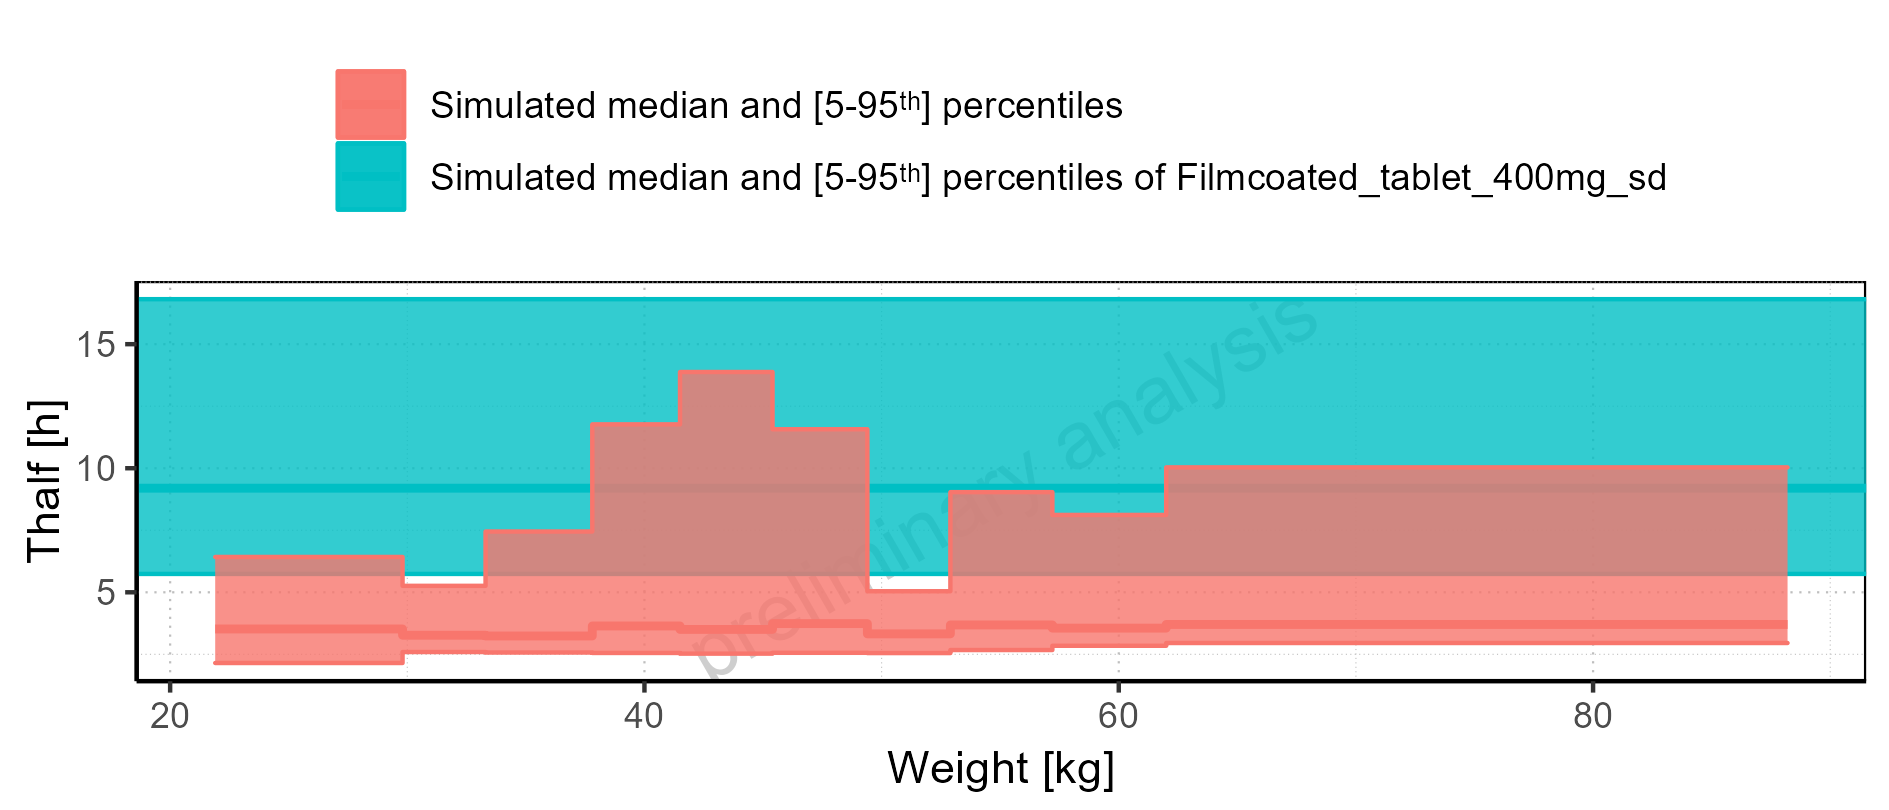 Simulated median and [5-95th] percentiles
Simulated median and [5-95th] percentiles of Filmcoated_tablet_400mg_sd
15
10
5
Thalf [h]
preliminary analysis
20 40 60 80
Weight [kg]